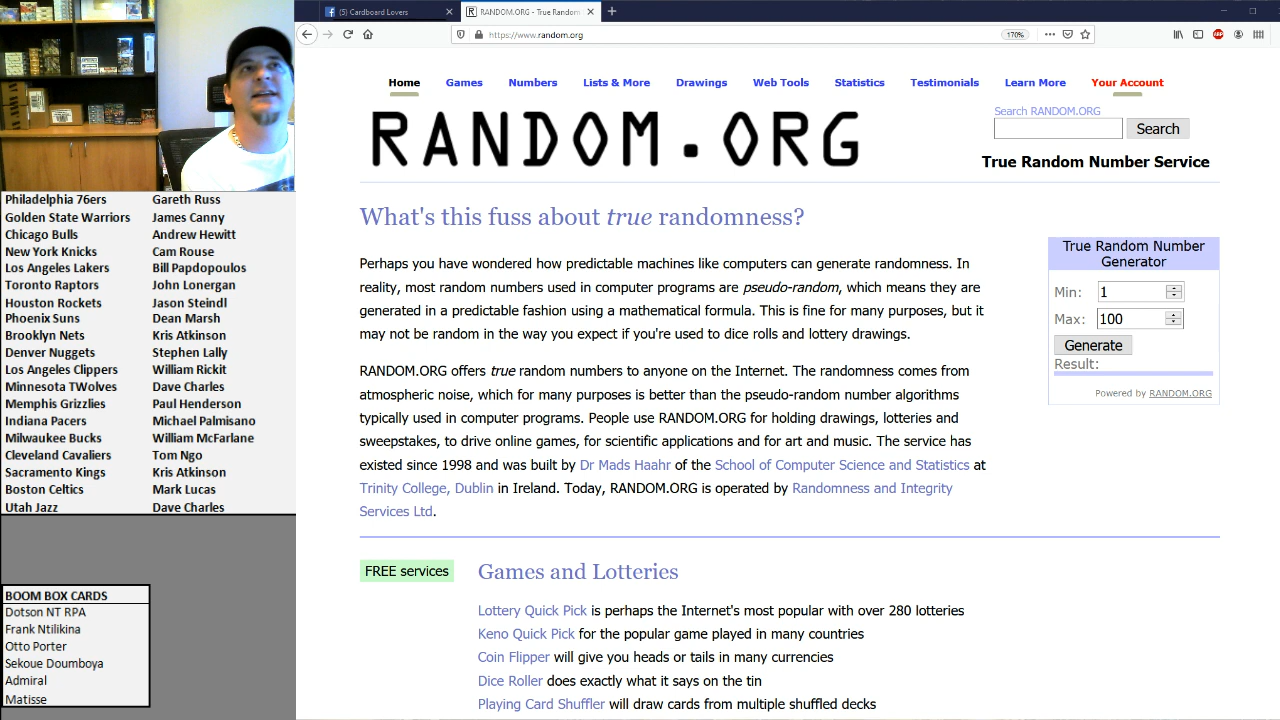 (5) Cardboard Lovers
RANDOM.ORG - True Random
https://www.random.org
170%
ABP
Home Games Numbers Lists & More Drawings Web Tools Statistics Testimonials Learn More Your Account
RANDOM.ORG
Search RANDOM.ORG
Search
True Random Number Service
What's this fuss about true randomness?
Perhaps you have wondered how predictable machines like computers can generate randomness. In
reality, most random numbers used in computer programs are pseudo-random, which means they are
generated in a predictable fashion using a mathematical formula. This is fine for many purposes, but it
may not be random in the way you expect if you're used to dice rolls and lottery drawings.
RANDOM.ORG offers true random numbers to anyone on the Internet. The randomness comes from
atmospheric noise, which for many purposes is better than the pseudo-random number algorithms
typically used in computer programs. People use RANDOM.ORG for holding drawings, lotteries and
sweepstakes, to drive online games, for scientific applications and for art and music. The service has
existed since 1998 and was built by Dr Mads Haahr of the School of Computer Science and Statistics at
Trinity College, Dublin in Ireland. Today, RANDOM.ORG is operated by Randomness and Integrity
Services Ltd.
True Random Number
Generator
Min: 1
Max: 100
Generate
Result:
Powered by RANDOM.ORG
FREE services
Games and Lotteries
Lottery Quick Pick is perhaps the Internet's most popular with over 280 lotteries
Keno Quick Pick for the popular game played in many countries
Coin Flipper will give you heads or tails in many currencies
Dice Roller does exactly what it says on the tin
Playing Card Shuffler will draw cards from multiple shuffled decks
Philadelphia 76ers Gareth Russ
Golden State Warriors James Canny
Chicago Bulls Andrew Hewitt
New York Knicks Cam Rouse
Los Angeles Lakers Bill Papdopoulos
Toronto Raptors John Lonergan
Houston Rockets Jason Steindl
Phoenix Suns Dean Marsh
Brooklyn Nets Kris Atkinson
Denver Nuggets Stephen Lally
Los Angeles Clippers William Rickit
Minnesota TWolves Dave Charles
Memphis Grizzlies Paul Henderson
Indiana Pacers Michael Palmisano
Milwaukee Bucks William McFarlane
Cleveland Cavaliers Tom Ngo
Sacramento Kings Kris Atkinson
Boston Celtics Mark Lucas
Utah Jazz Dave Charles
BOOM BOX CARDS
Dotson NT RPA
Frank Ntilikina
Otto Porter
Sekoue Doumboya
Admiral
Matisse